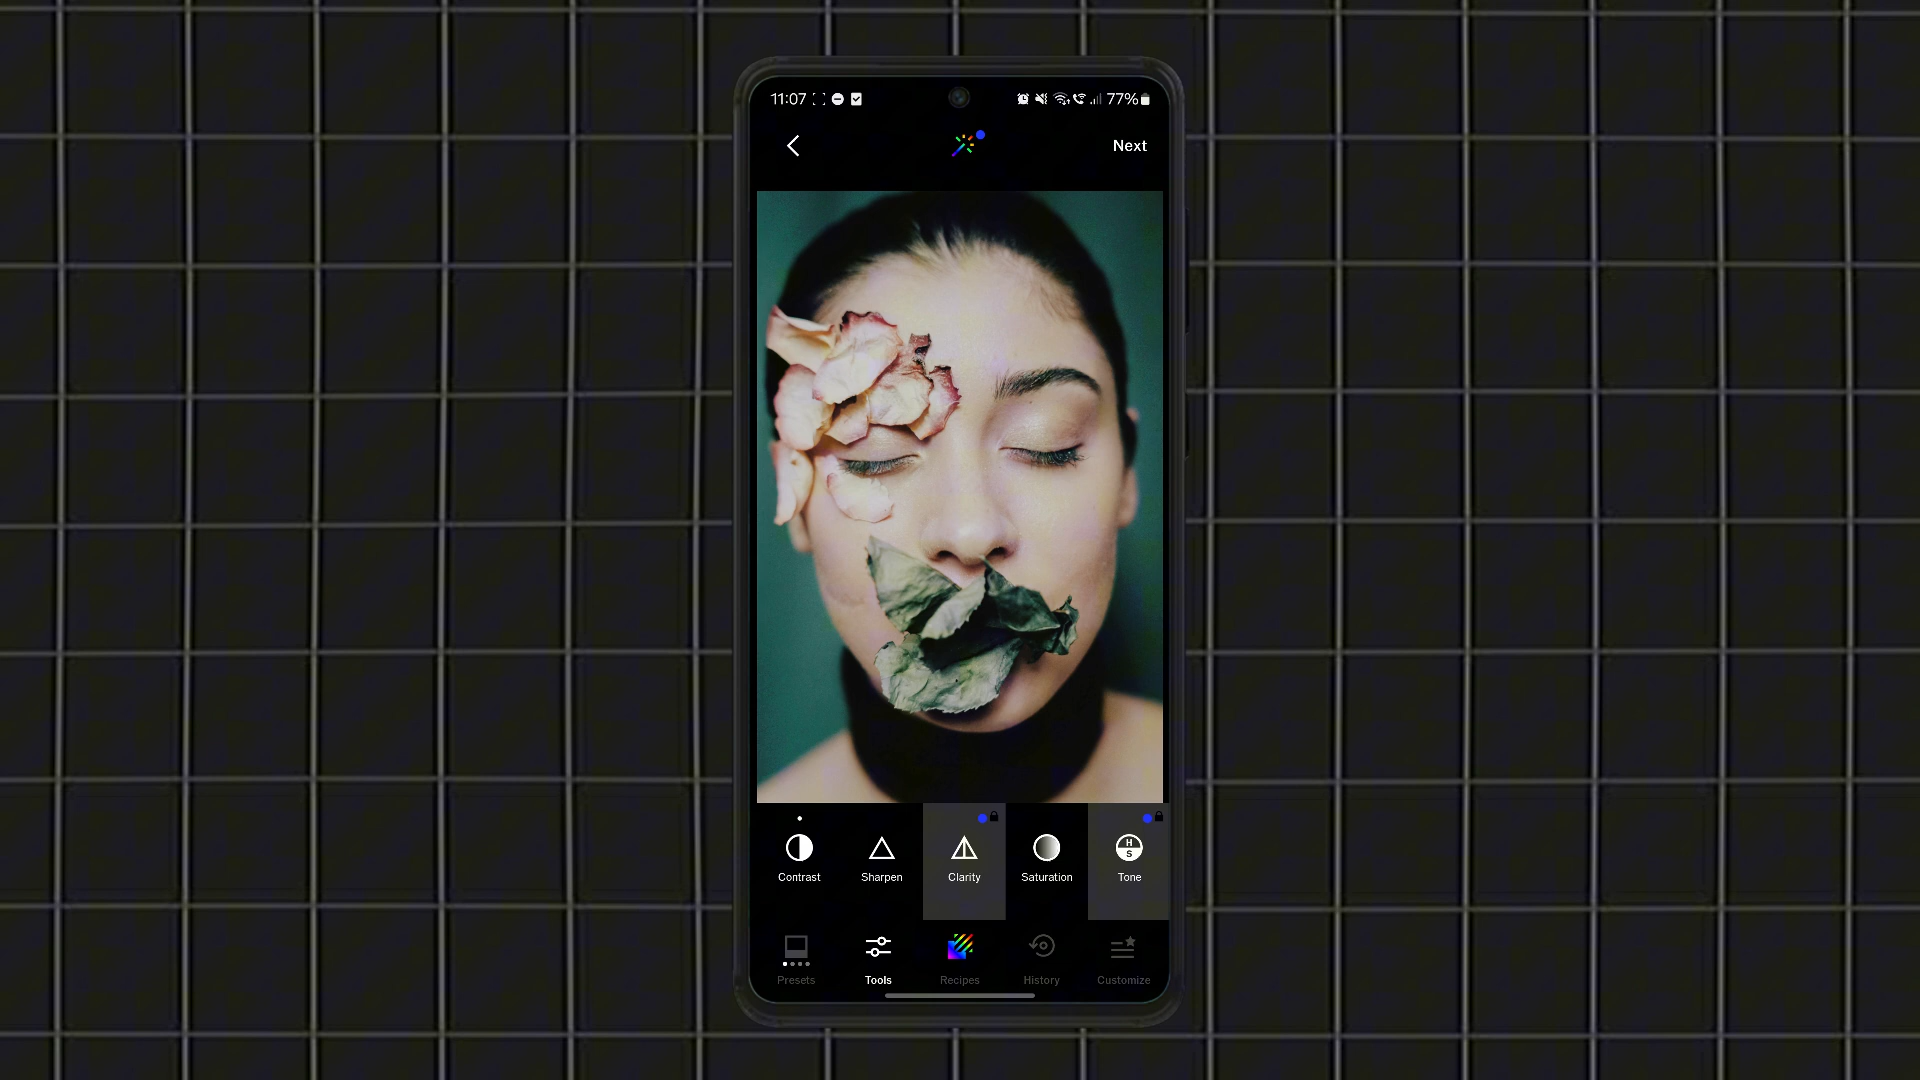 11:07 77%
Next
Contrast Sharpen Clarity Saturation H S Tone
Presets Tools Recipes History Customize